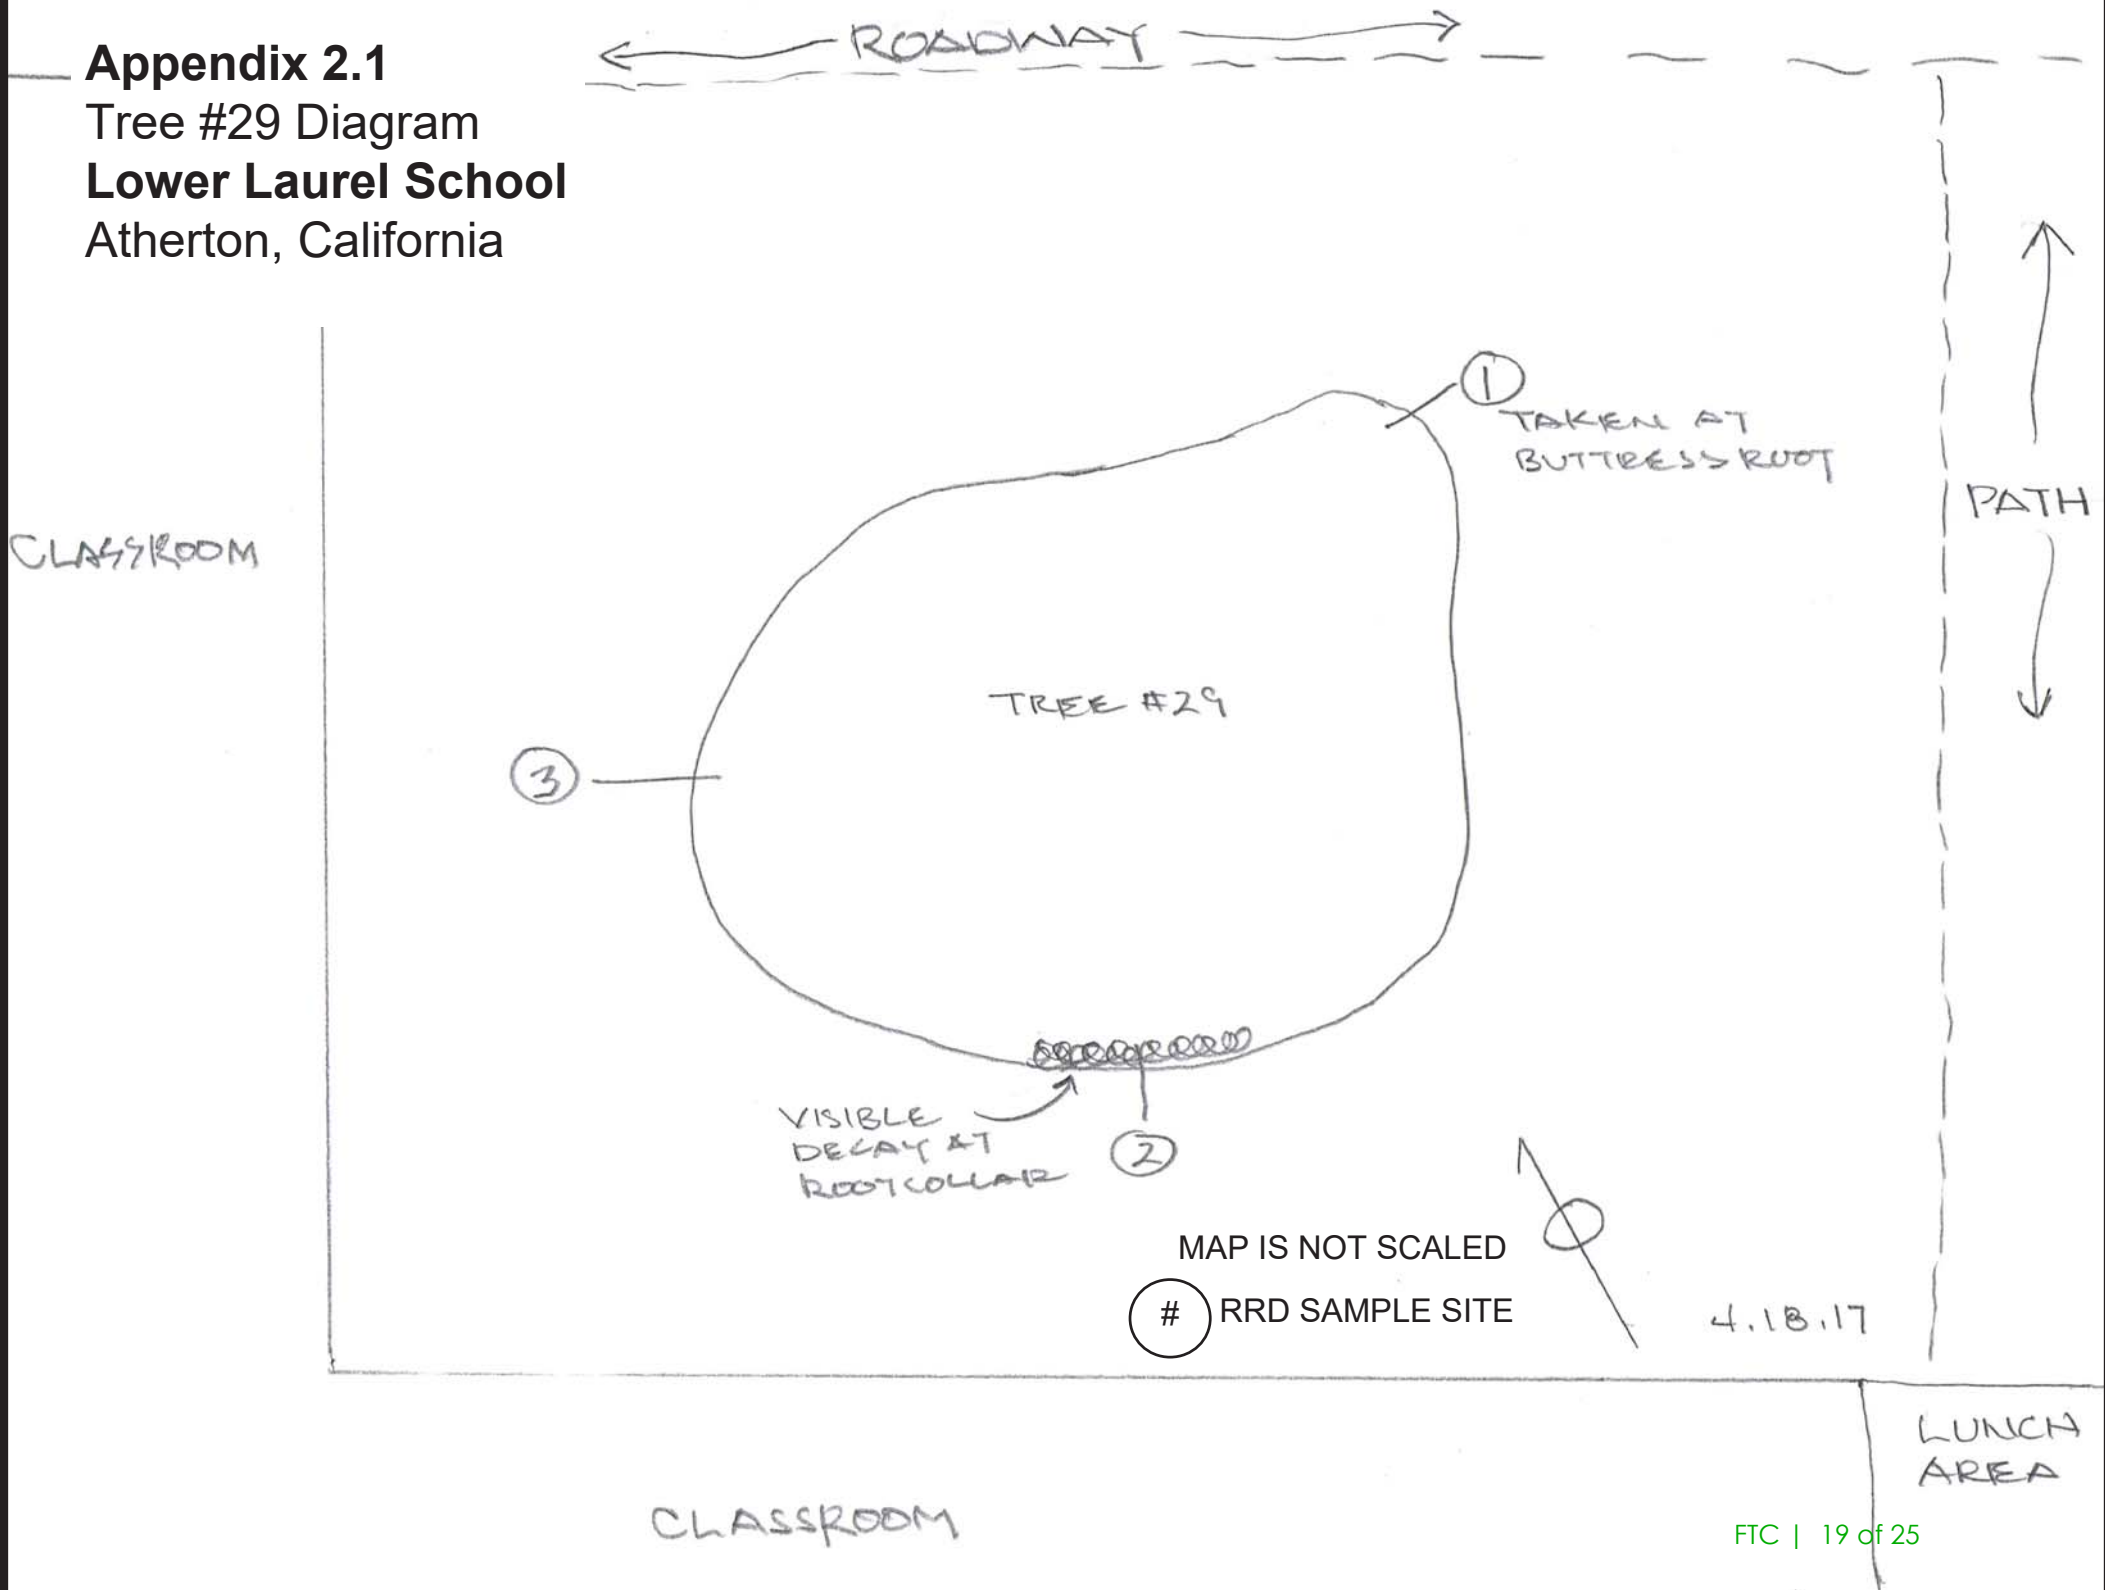 Appendix 2.1
Tree #29 Diagram
Lower Laurel School
Atherton, California
ROADWAY
1
TAKEN AT
BUTTRESS ROOT
PATH
CLASSROOM
TREE #29
3
VISIBLE
DECAY AT
ROOT COLLAR
2
MAP IS NOT SCALED
# RRD SAMPLE SITE
4.18.17
LUNCH
AREA
CLASSROOM
FTC | 19 of 25